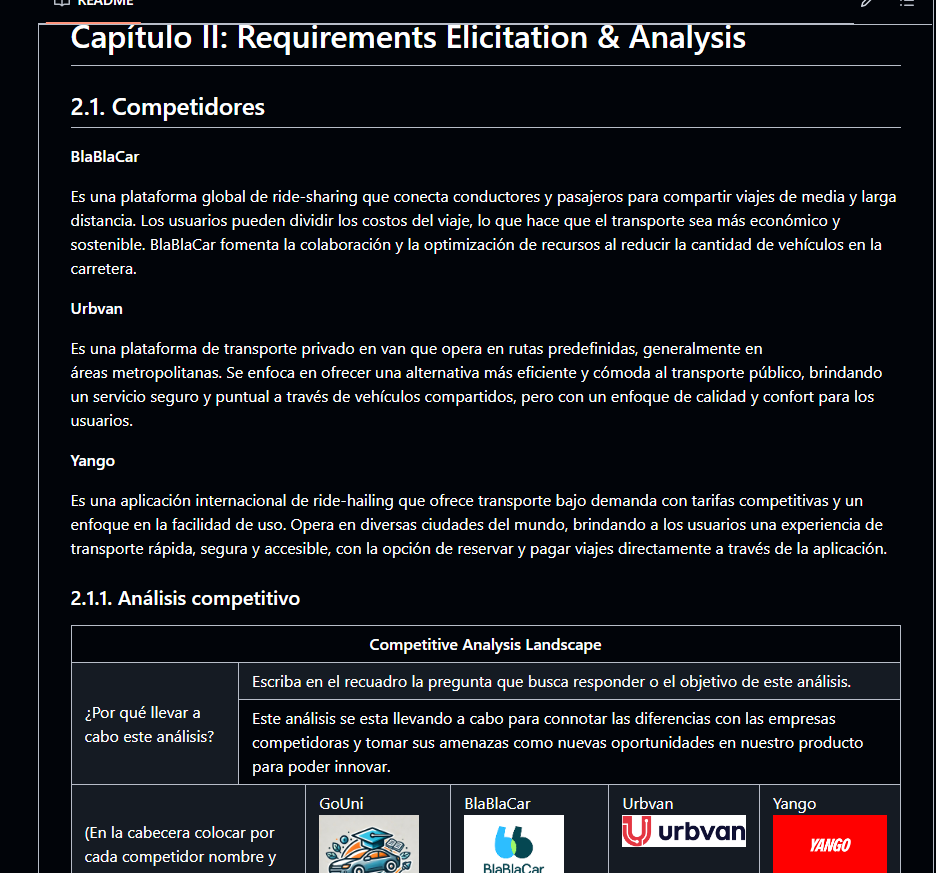 README
Capítulo II: Requirements Elicitation & Analysis
2.1. Competidores
BlaBlaCar
Es una plataforma global de ride-sharing que conecta conductores y pasajeros para compartir viajes de media y larga
distancia. Los usuarios pueden dividir los costos del viaje, lo que hace que el transporte sea más económico y
sostenible. BlaBlaCar fomenta la colaboración y la optimización de recursos al reducir la cantidad de vehículos en la
carretera.
Urbvan
Es una plataforma de transporte privado en van que opera en rutas predefinidas, generalmente en
áreas metropolitanas. Se enfoca en ofrecer una alternativa más eficiente y cómoda al transporte público, brindando
un servicio seguro y puntual a través de vehículos compartidos, pero con un enfoque de calidad y confort para los
usuarios.
Yango
Es una aplicación internacional de ride-hailing que ofrece transporte bajo demanda con tarifas competitivas y un
enfoque en la facilidad de uso. Opera en diversas ciudades del mundo, brindando a los usuarios una experiencia de
transporte rápida, segura y accesible, con la opción de reservar y pagar viajes directamente a través de la aplicación.
2.1.1. Análisis competitivo
Competitive Analysis Landscape
¿Por qué llevar a
cabo este análisis?
Escriba en el recuadro la pregunta que busca responder o el objetivo de este análisis.
Este análisis se esta llevando a cabo para connotar las diferencias con las empresas
competidoras y tomar sus amenazas como nuevas oportunidades en nuestro producto
para poder innovar.
(En la cabecera colocar por
cada competidor nombre y
GoUni
BlaBlaCar
BlaBlaCar
Urbvan
urbvan
Yango
YANGO